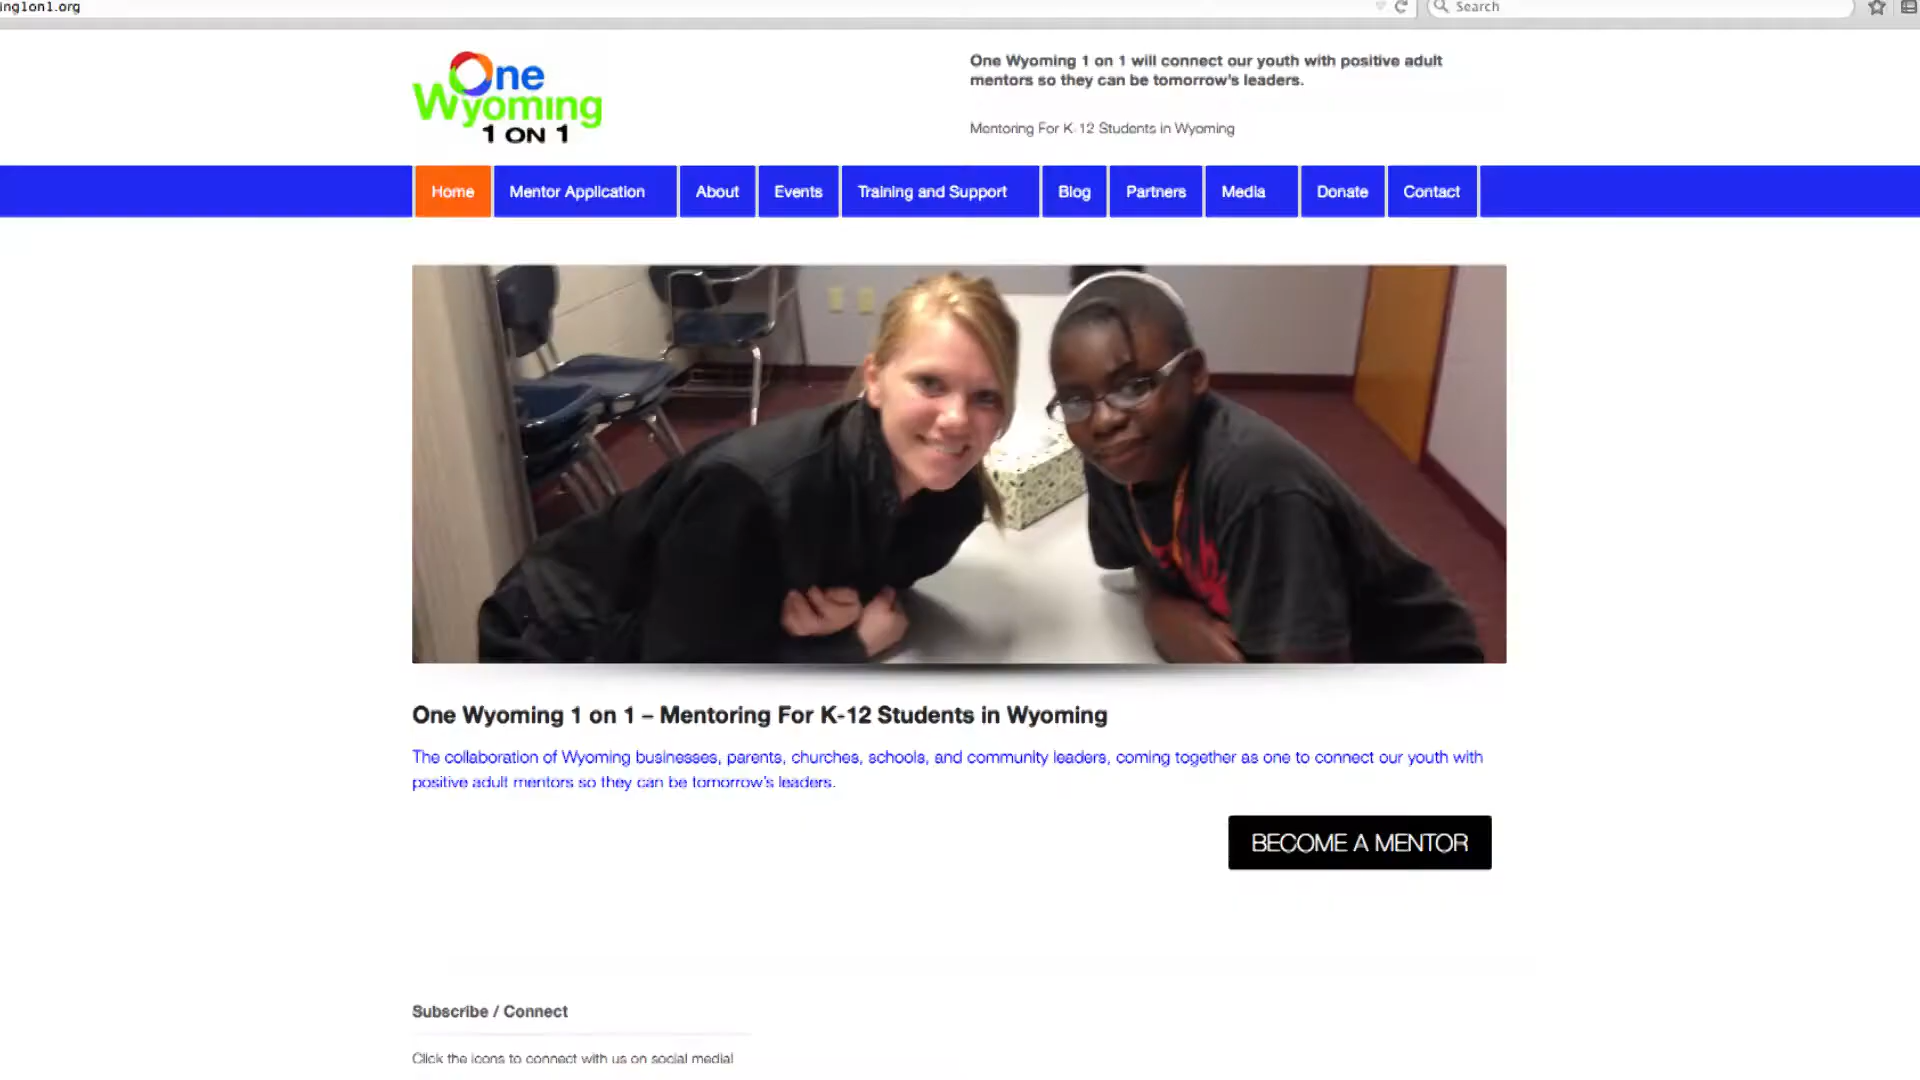 ing1on1.org
Search
One
Wyoming
1 ON 1
One Wyoming 1 on 1 will connect our youth with positive adult
mentors so they can be tomorrow's leaders.
Mentoring For K-12 Students in Wyoming
Home Mentor Application About Events Training and Support Blog Partners Media Donate Contact
One Wyoming 1 on 1 – Mentoring For K-12 Students in Wyoming
The collaboration of Wyoming businesses, parents, churches, schools, and community leaders, coming together as one to connect our youth with
positive adult mentors so they can be tomorrow's leaders.
BECOME A MENTOR
Subscribe / Connect
Click the icons to connect with us on social media!